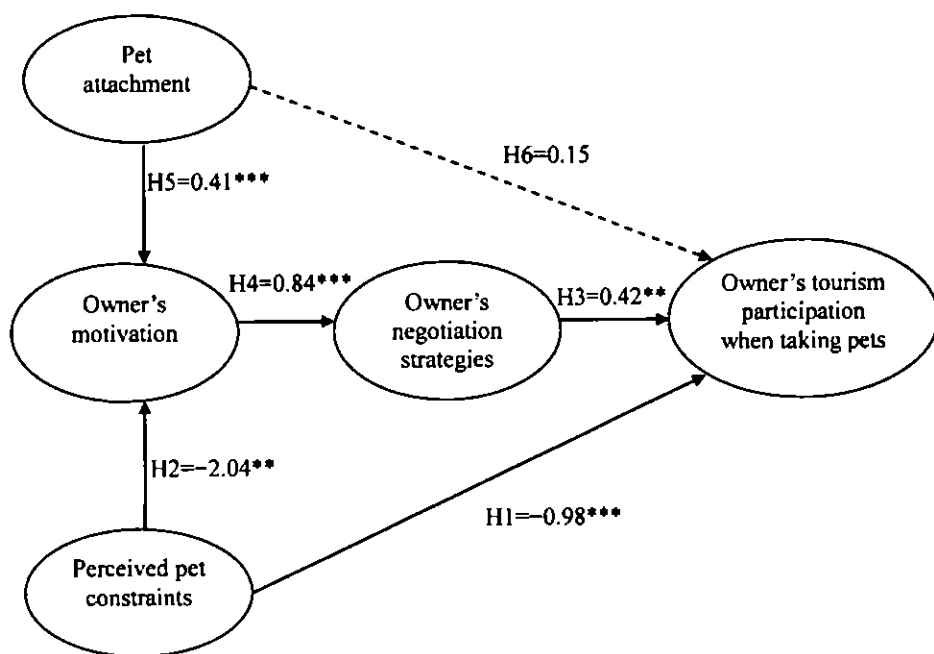 Pet
attachment
H6=0.15
H5=0.41***
Owner's
motivation
H4=0.84***
Owner's
negotiation
strategies
H3=0.42**
Owner's tourism
participation
when taking pets
H2=−2.04**
H1=−0.98***
Perceived pet
constraints